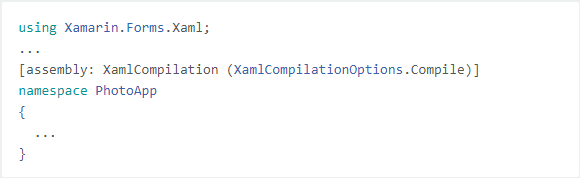 using Xamarin.Forms.Xaml;
...
[assembly: XamlCompilation (XamlCompilationOptions.Compile)]
namespace PhotoApp
{
  ...
}